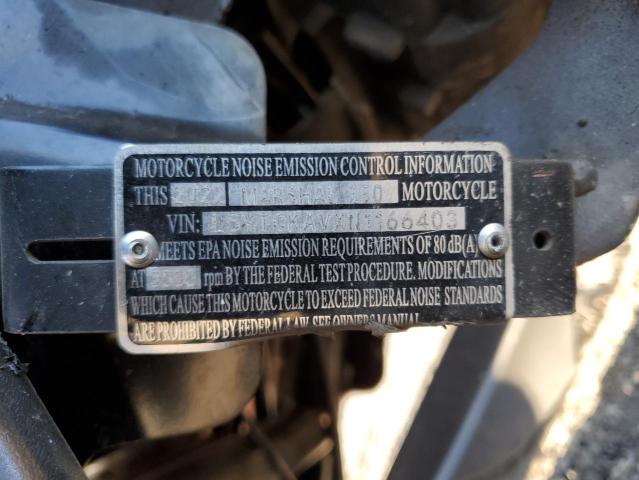 MOTORCYCLE NOISE EMISSION CONTROL INFORMATION
THIS MOTORCYCLE
VIN:
MEETS EPA NOISE EMISSION REQUIREMENTS OF 80 dB(A)
AT rpm BY THE FEDERAL TEST PROCEDURE. MODIFICATIONS
WHICH CAUSE THIS MOTORCYCLE TO EXCEED FEDERAL NOISE STANDARDS
ARE PROHIBITED BY FEDERAL LAW. SEE OWNERS MANUAL